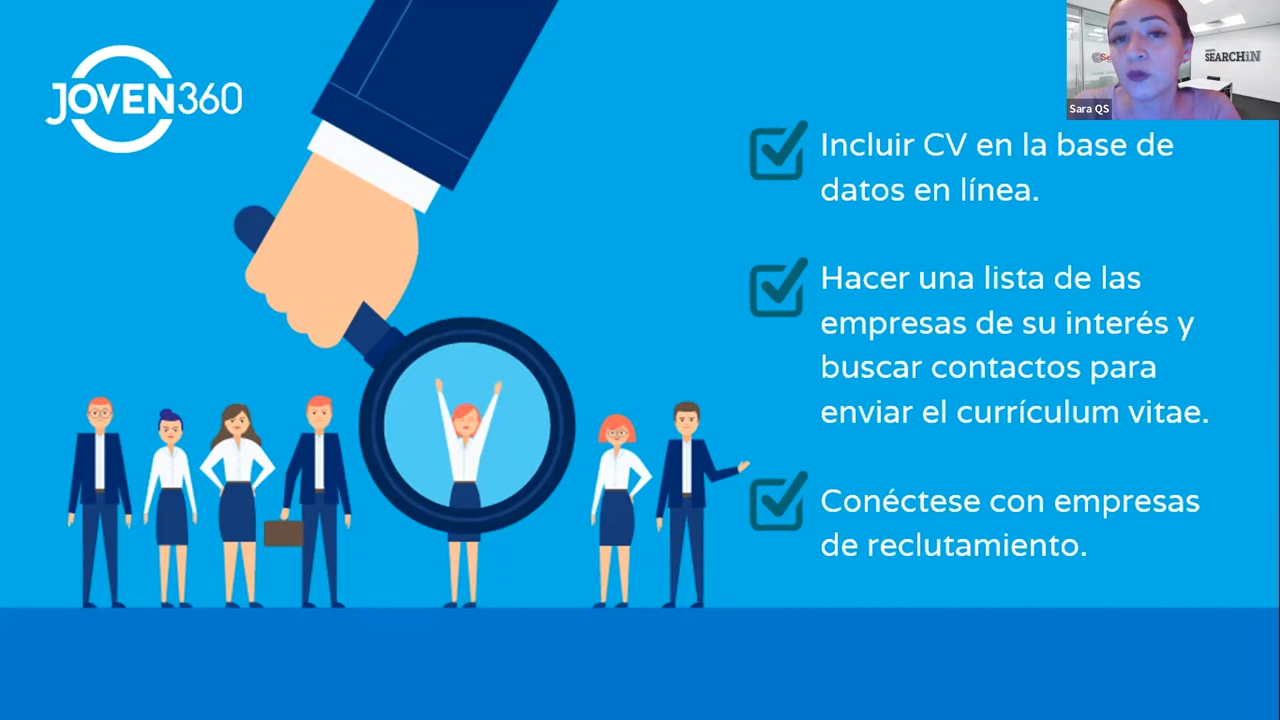 JOVEN360
SEARCHiN
Sara QS
Incluir CV en la base de
datos en línea.
Hacer una lista de las
empresas de su interés y
buscar contactos para
enviar el currículum vitae.
Conéctese con empresas
de reclutamiento.